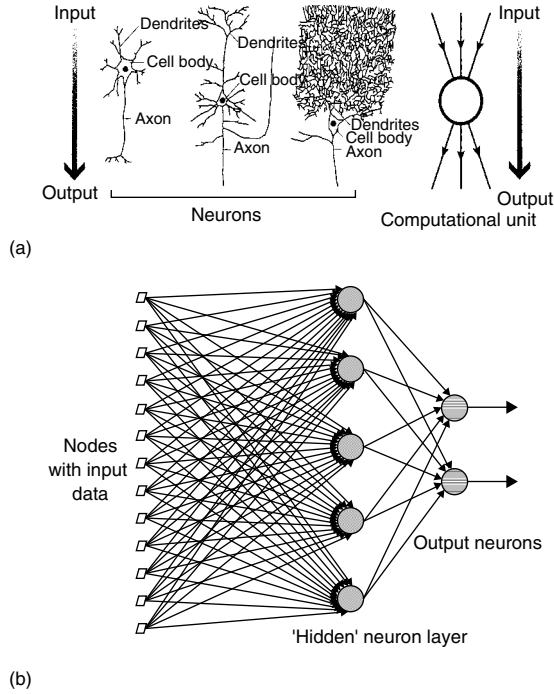 Input
Dendrites
Cell body
Axon
Output
Dendrites
Cell body
Axon
Dendrites
Cell body
Axon
Neurons
Input
Output
Computational unit
(a)
Nodes
with input
data
Output neurons
'Hidden' neuron layer
(b)